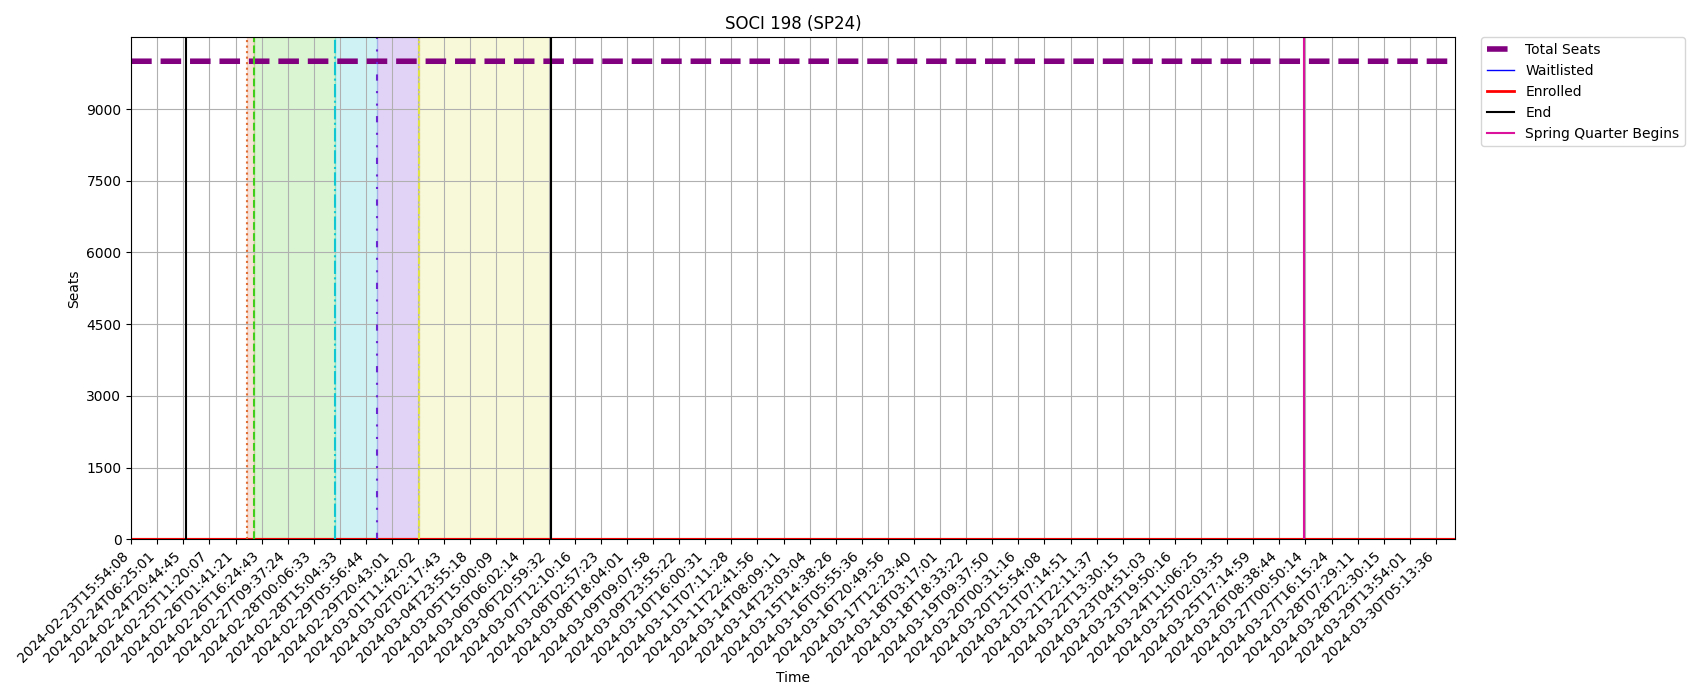 SOCI 198 (SP24)
Total Seats
Waitlisted
Enrolled
End
Spring Quarter Begins
Seats
9000
7500
6000
4500
3000
1500
0
2024-02-23T15:54:08
2024-02-24T06:25:01
2024-02-24T20:44:45
2024-02-25T11:20:07
2024-02-26T01:41:21
2024-02-26T16:24:43
2024-02-27T09:37:24
2024-02-28T00:06:33
2024-02-28T15:04:33
2024-02-29T05:56:44
2024-02-29T20:43:01
2024-03-01T11:42:02
2024-03-04T02:17:43
2024-03-04T23:55:18
2024-03-05T15:00:09
2024-03-06T06:02:14
2024-03-06T20:59:32
2024-03-07T12:10:16
2024-03-08T02:57:23
2024-03-08T18:04:01
2024-03-09T09:07:58
2024-03-09T23:55:22
2024-03-10T16:00:31
2024-03-11T07:11:28
2024-03-11T22:41:56
2024-03-14T08:09:11
2024-03-14T23:03:04
2024-03-15T14:38:26
2024-03-16T05:55:36
2024-03-16T20:49:56
2024-03-17T12:23:40
2024-03-18T03:17:01
2024-03-18T18:33:22
2024-03-19T09:37:50
2024-03-20T00:31:16
2024-03-20T15:54:08
2024-03-21T07:14:51
2024-03-21T22:11:37
2024-03-22T13:30:15
2024-03-23T04:51:03
2024-03-23T19:50:16
2024-03-24T11:06:25
2024-03-25T02:03:35
2024-03-25T17:14:59
2024-03-26T08:38:44
2024-03-27T00:50:14
2024-03-27T16:15:24
2024-03-28T07:29:11
2024-03-28T22:30:15
2024-03-29T13:54:01
2024-03-30T05:13:36
Time